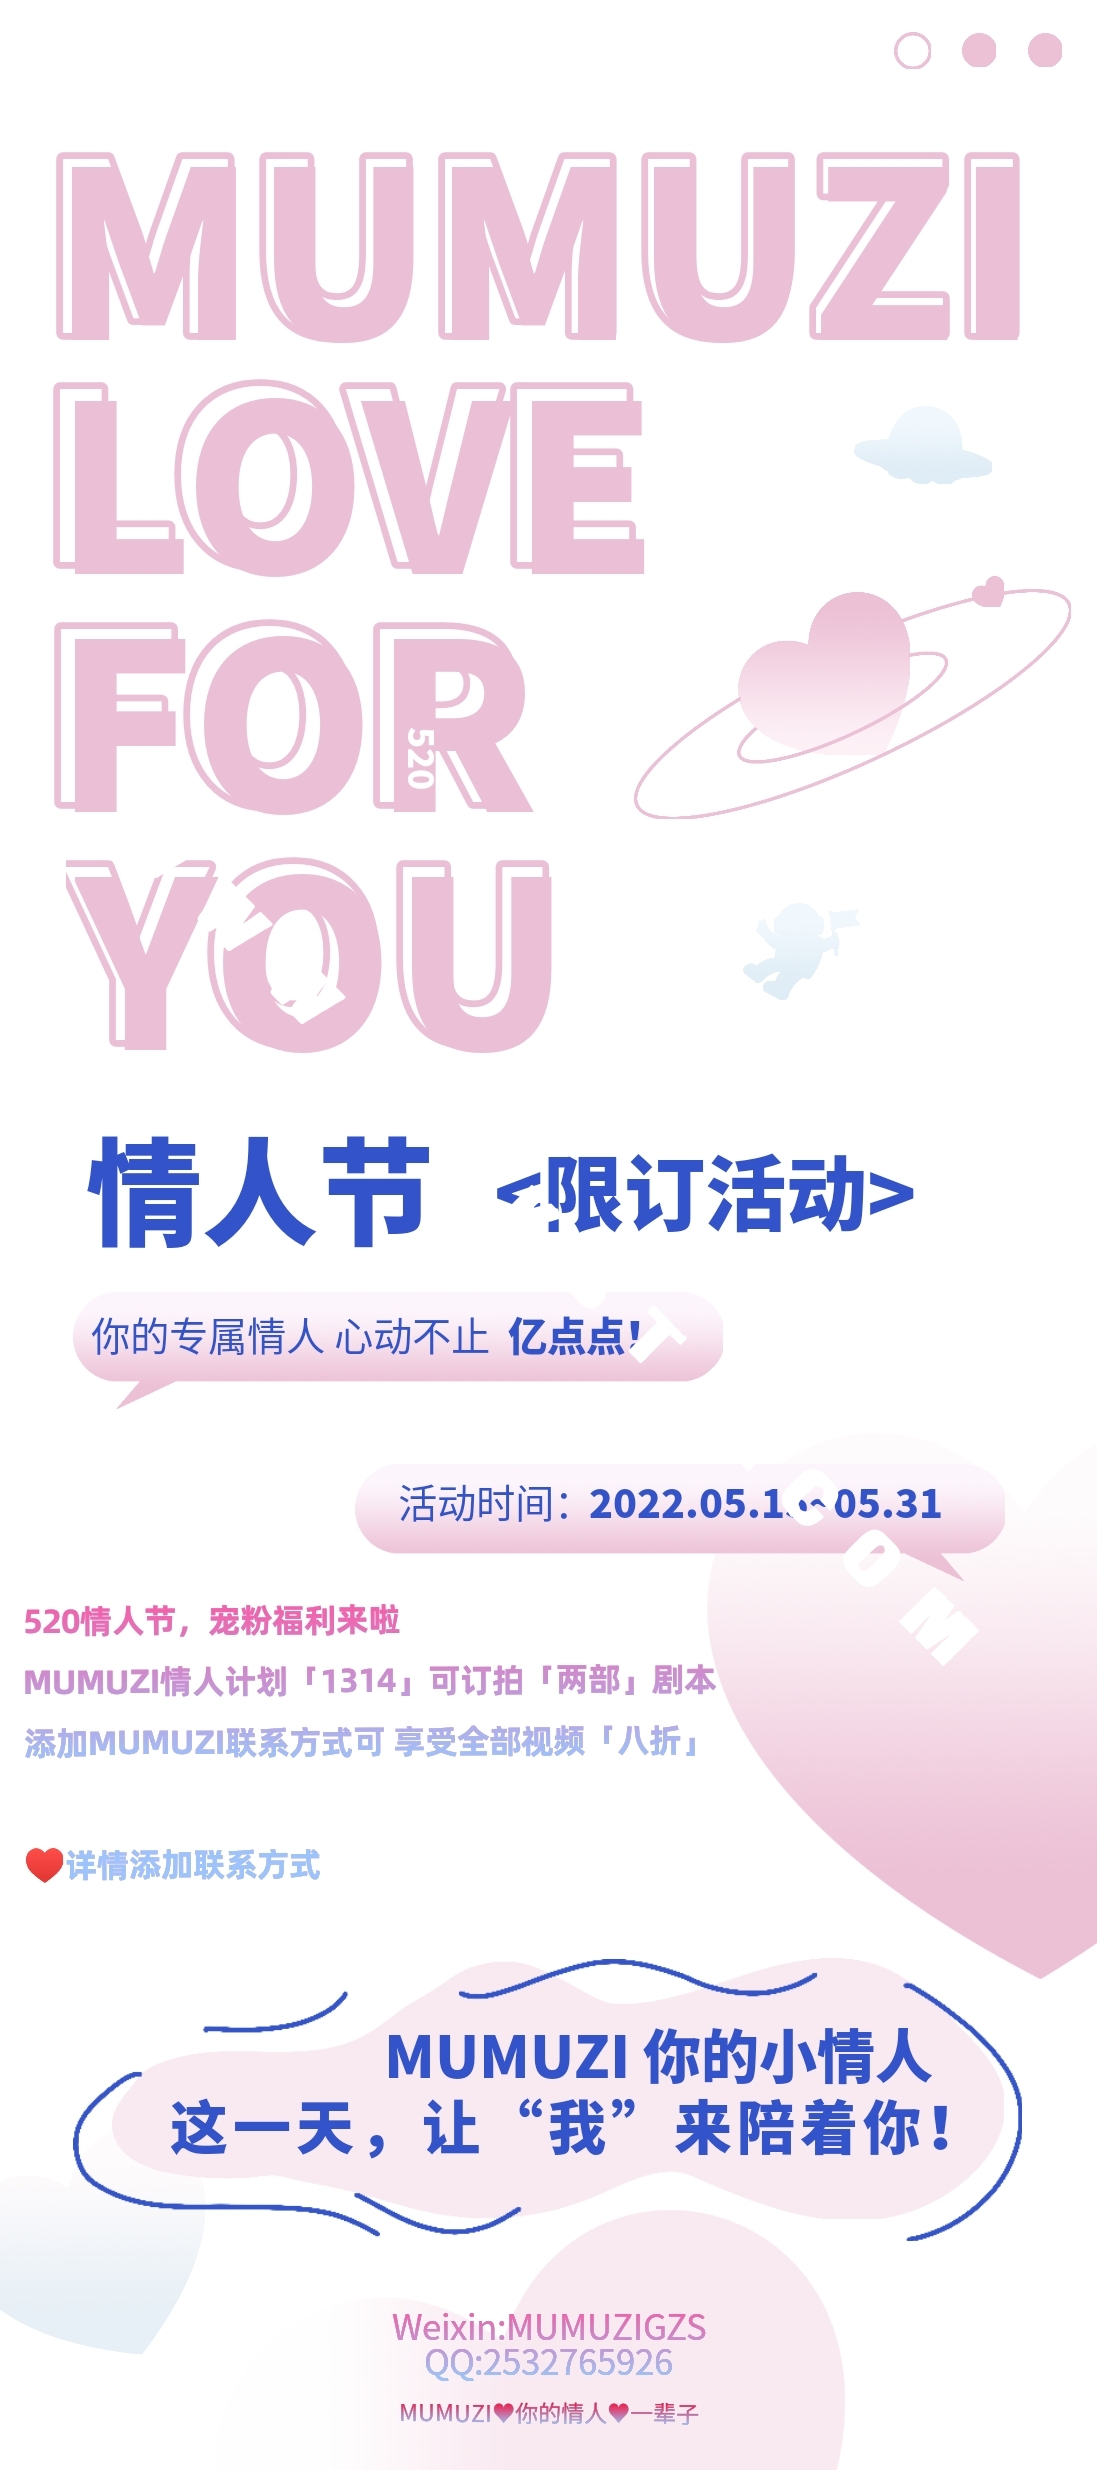 MUMUZI
LOVE
FOR
520
YOU
情人节 <限订活动>
你的专属情人 心动不止 亿点点!
T
活动时间：2022.05.1 05.31
C
O
M
520情人节，宠粉福利来啦
MUMUZI情人计划「1314」可订拍「两部」剧本
添加MUMUZI联系方式可 享受全部视频「八折」
❤️详情添加联系方式
MUMUZI 你的小情人
这一天，让“我”来陪着你！
Weixin:MUMUZIGZS
QQ:2532765926
MUMUZI♥你的情人♥一辈子